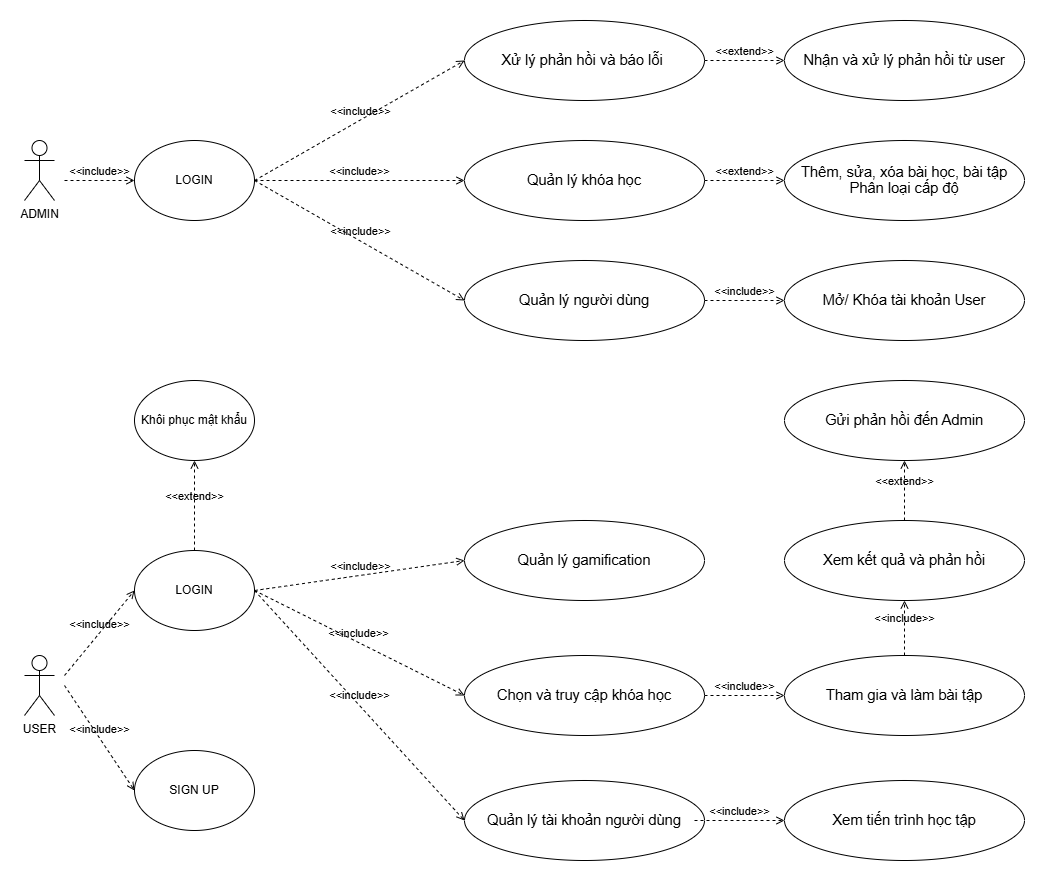 Xử lý phản hồi và báo lỗi
<<extend>>
Nhận và xử lý phản hồi từ user
<<include>>
ADMIN
<<include>>
LOGIN
<<include>>
Quản lý khóa học
<<extend>>
Thêm, sửa, xóa bài học, bài tập
Phân loại cấp độ
<<include>>
Quản lý người dùng
<<include>>
Mở/ Khóa tài khoản User
Khôi phục mật khẩu
<<extend>>
Gửi phản hồi đến Admin
<<extend>>
LOGIN
<<include>>
Quản lý gamification
Xem kết quả và phản hồi
<<include>>
USER
<<include>>
<<include>>
Chọn và truy cập khóa học
<<include>>
Tham gia và làm bài tập
<<include>>
SIGN UP
<<include>>
Quản lý tài khoản người dùng
<<include>>
Xem tiến trình học tập